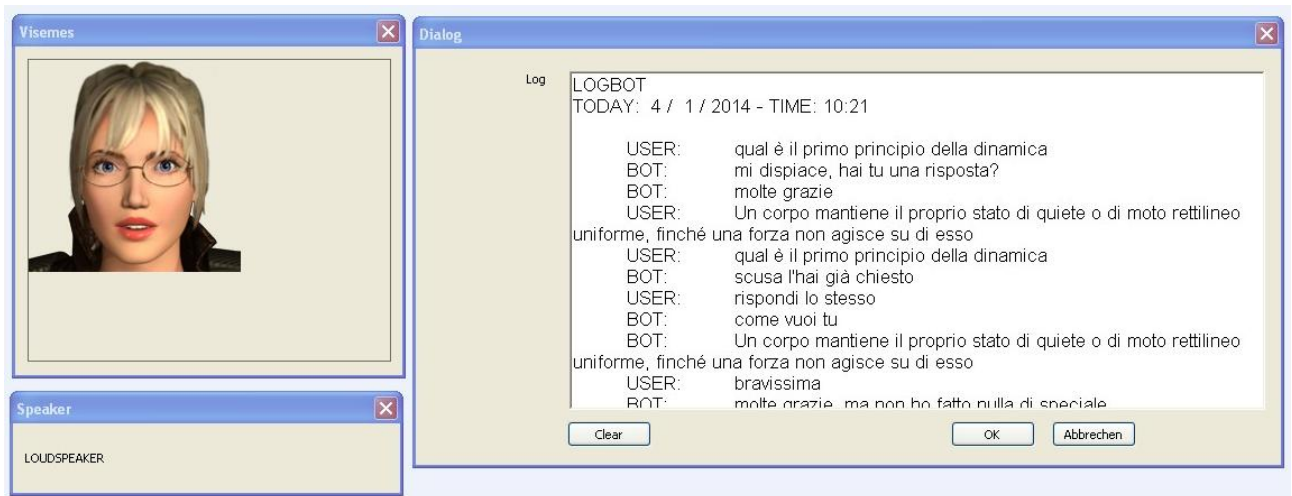 Visemes
Dialog
Log
LOGBOT
TODAY: 4 / 1 / 2014 - TIME: 10:21
USER: qual è il primo principio della dinamica
BOT: mi dispiace, hai tu una risposta?
BOT: molte grazie
USER: Un corpo mantiene il proprio stato di quiete o di moto rettilineo
uniforme, finché una forza non agisce su di esso
USER: qual è il primo principio della dinamica
BOT: scusa l'hai già chiesto
USER: rispondi lo stesso
BOT: come vuoi tu
BOT: Un corpo mantiene il proprio stato di quiete o di moto rettilineo
uniforme, finché una forza non agisce su di esso
USER: bravissima
BOT: molte grazie, ma non ho fatto nulla di speciale
Clear
OK
Abbrechen
Speaker
LOUDSPEAKER